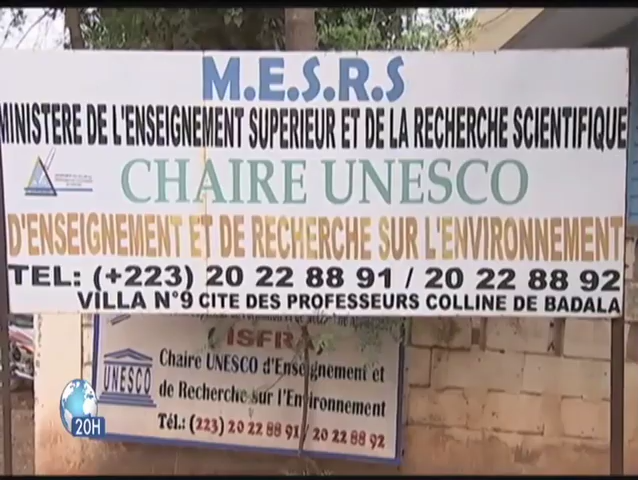 M.E.S.R.S
MINISTERE DE L'ENSEIGNEMENT SUPERIEUR ET DE LA RECHERCHE SCIENTIFIQUE
CHAIRE UNESCO
D'ENSEIGNEMENT ET DE RECHERCHE SUR L'ENVIRONNEMENT
TEL: (+223) 20 22 88 91 / 20 22 88 92
VILLA N°9 CITE DES PROFESSEURS COLLINE DE BADALA
ISFRA
UNESCO
Chaire UNESCO d'Enseignement et
de Recherche sur l'Environnement
Tél.: (223) 20 22 88 91 / 20 22 88 92
20H